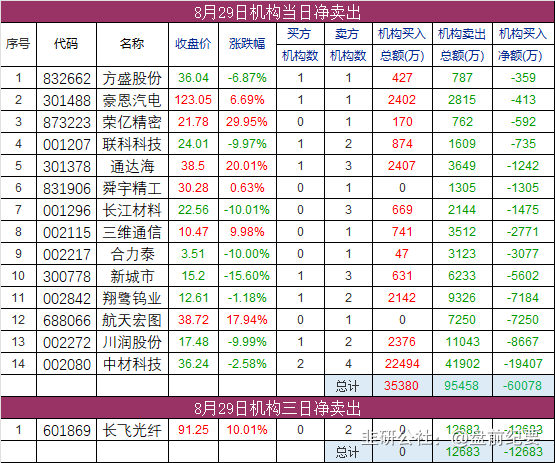 8月29日机构当日净卖出
序号 代码 名称 收盘价 涨跌幅 买方机构数 卖方机构数 机构买入总额(万) 机构卖出总额(万) 机构买入净额(万)
1 832662 方盛股份 36.04 -6.87% 1 1 427 787 -359
2 301488 豪恩汽电 123.05 6.69% 1 1 2402 2815 -413
3 873223 荣亿精密 21.78 29.95% 0 1 170 762 -592
4 001207 联科科技 24.01 -9.97% 1 2 874 1609 -735
5 301378 通达海 38.5 20.01% 1 3 2407 3649 -1242
6 831906 舜宇精工 30.28 0.63% 0 1 0 1305 -1305
7 001296 长江材料 22.56 -10.01% 0 3 669 2144 -1475
8 002115 三维通信 10.47 9.98% 0 1 741 3512 -2771
9 002217 合力泰 3.51 -10.00% 0 1 47 3123 -3077
10 300778 新城市 15.2 -15.60% 1 3 631 6233 -5602
11 002842 翔鹭钨业 12.61 -1.18% 1 2 2142 9326 -7184
12 688066 航天宏图 38.72 17.94% 0 1 0 7250 -7250
13 002272 川润股份 17.48 -9.99% 1 2 2376 11043 -8667
14 002080 中材科技 36.24 -2.58% 2 4 22494 41902 -19407
总计 35380 95458 -60078
8月29日机构三日净卖出
1 601869 长飞光纤 91.25 10.01% 0 2 0 12683 -12683
总计 0 12683 -12683
韭研公社：@盘前纪要